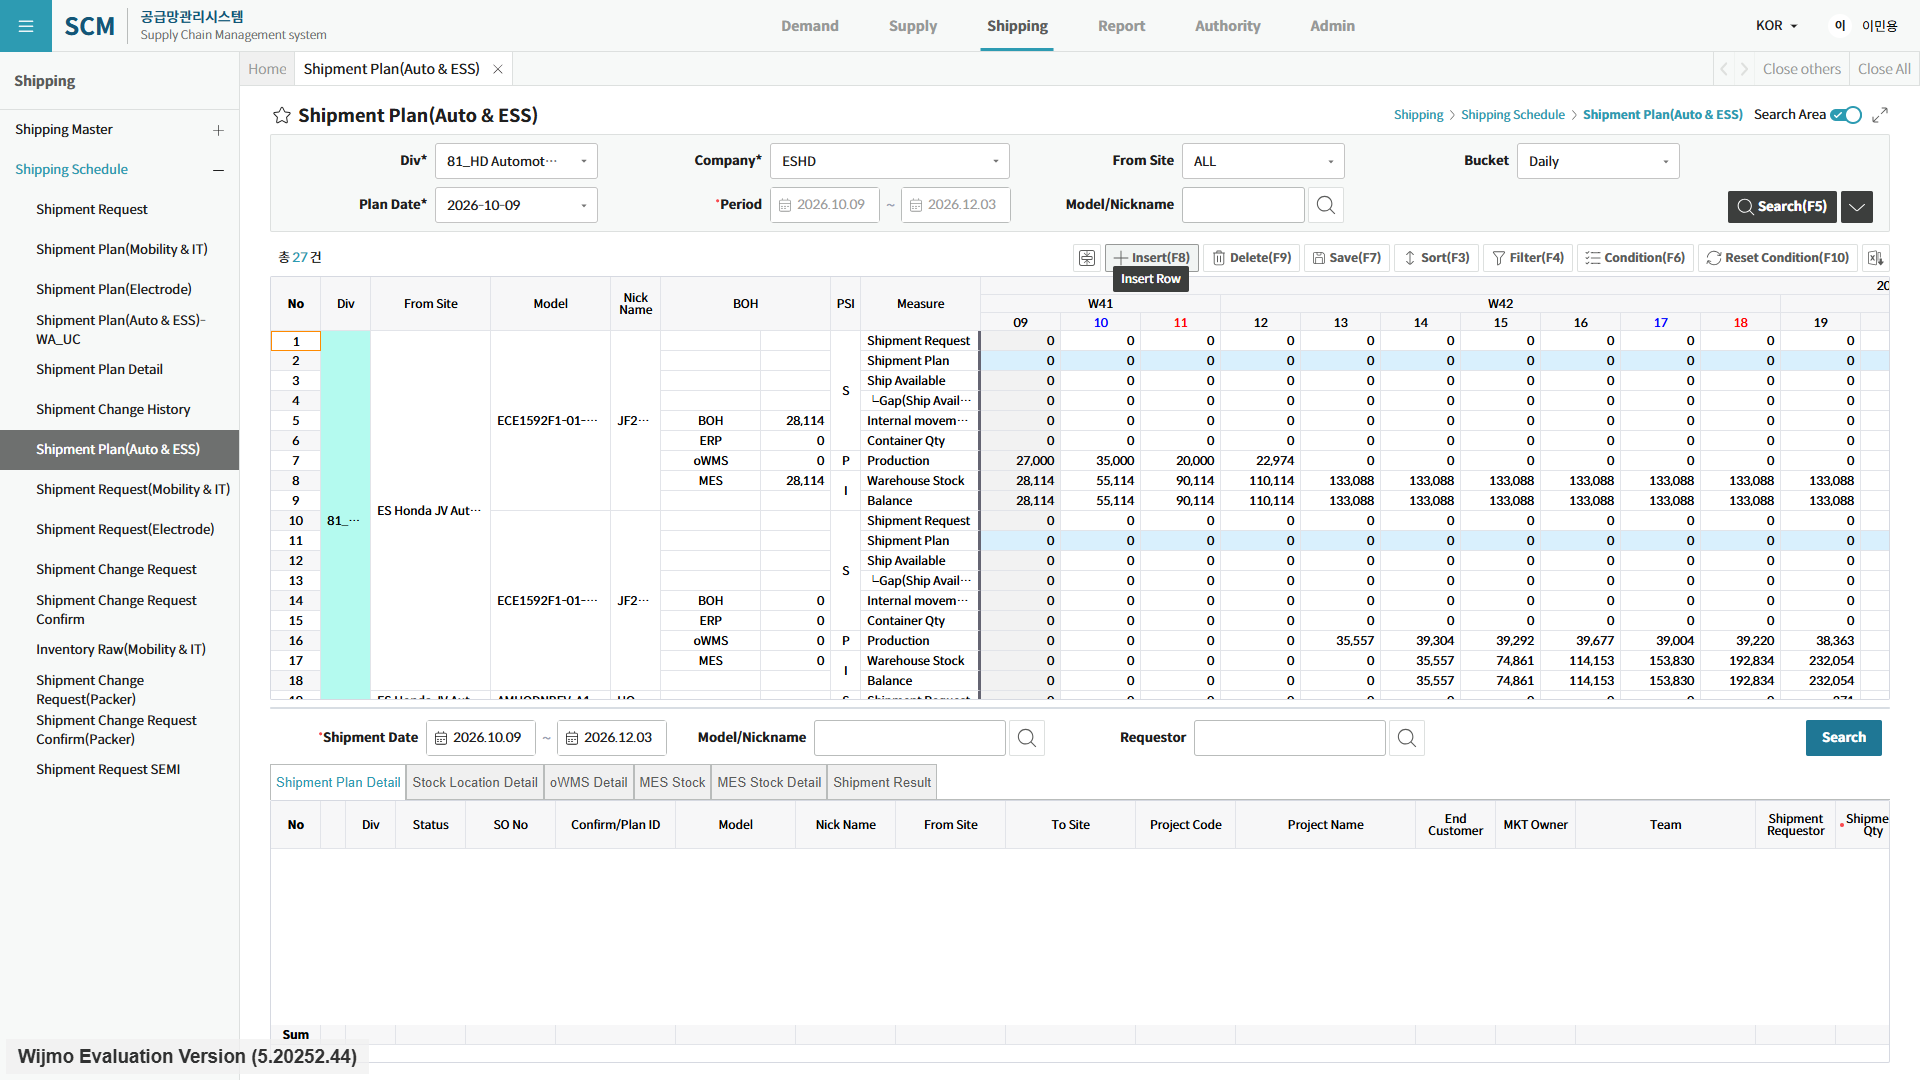 SCM
공급망관리시스템
Supply Chain Management system
Demand Supply Shipping Report Authority Admin
KOR 이 이민용
Shipping
Home Shipment Plan(Auto & ESS) Close others Close All
Shipping Master
Shipping Schedule
Shipment Request
Shipment Plan(Mobility & IT)
Shipment Plan(Electrode)
Shipment Plan(Auto & ESS)-
WA_UC
Shipment Plan Detail
Shipment Change History
Shipment Plan(Auto & ESS)
Shipment Request(Mobility & IT)
Shipment Request(Electrode)
Shipment Change Request
Shipment Change Request
Confirm
Inventory Raw(Mobility & IT)
Shipment Change
Request(Packer)
Shipment Change Request
Confirm(Packer)
Shipment Request SEMI
Shipment Plan(Auto & ESS)
Shipping > Shipping Schedule > Shipment Plan(Auto & ESS) Search Area
Div* 81_HD Automot··· Company* ESHD From Site ALL Bucket Daily
Plan Date* 2026-10-09 *Period 2026.10.09 ~ 2026.12.03 Model/Nickname Search(F5)
총 27 건
Insert(F8) Delete(F9) Save(F7) Sort(F3) Filter(F4) Condition(F6) Reset Condition(F10)
Insert Row
No Div From Site Model Nick Name BOH PSI Measure 20
W41 W42
09 10 11 12 13 14 15 16 17 18 19
1 Shipment Request 0 0 0 0 0 0 0 0 0 0 0
2 Shipment Plan 0 0 0 0 0 0 0 0 0 0 0
3 Ship Available 0 0 0 0 0 0 0 0 0 0 0
4 S └Gap(Ship Avail··· 0 0 0 0 0 0 0 0 0 0 0
5 ECE1592F1-01-··· JF2··· BOH 28,114 Internal movem··· 0 0 0 0 0 0 0 0 0 0 0
6 ERP 0 Container Qty 0 0 0 0 0 0 0 0 0 0 0
7 oWMS 0 P Production 27,000 35,000 20,000 22,974 0 0 0 0 0 0 0
8 MES 28,114 I Warehouse Stock 28,114 55,114 90,114 110,114 133,088 133,088 133,088 133,088 133,088 133,088 133,088
9 Balance 28,114 55,114 90,114 110,114 133,088 133,088 133,088 133,088 133,088 133,088 133,088
10 81_··· ES Honda JV Aut··· Shipment Request 0 0 0 0 0 0 0 0 0 0 0
11 Shipment Plan 0 0 0 0 0 0 0 0 0 0 0
12 Ship Available 0 0 0 0 0 0 0 0 0 0 0
13 S └Gap(Ship Avail··· 0 0 0 0 0 0 0 0 0 0 0
14 ECE1592F1-01-··· JF2··· BOH 0 Internal movem··· 0 0 0 0 0 0 0 0 0 0 0
15 ERP 0 Container Qty 0 0 0 0 0 0 0 0 0 0 0
16 oWMS 0 P Production 0 0 0 0 35,557 39,304 39,292 39,677 39,004 39,220 38,363
17 MES 0 I Warehouse Stock 0 0 0 0 0 35,557 74,861 114,153 153,830 192,834 232,054
18 Balance 0 0 0 0 0 35,557 74,861 114,153 153,830 192,834 232,054
*Shipment Date 2026.10.09 ~ 2026.12.03 Model/Nickname Requestor Search
Shipment Plan Detail Stock Location Detail oWMS Detail MES Stock MES Stock Detail Shipment Result
No Div Status SO No Confirm/Plan ID Model Nick Name From Site To Site Project Code Project Name End Customer MKT Owner Team Shipment Requestor Shipme Qty
Sum
Wijmo Evaluation Version (5.20252.44)